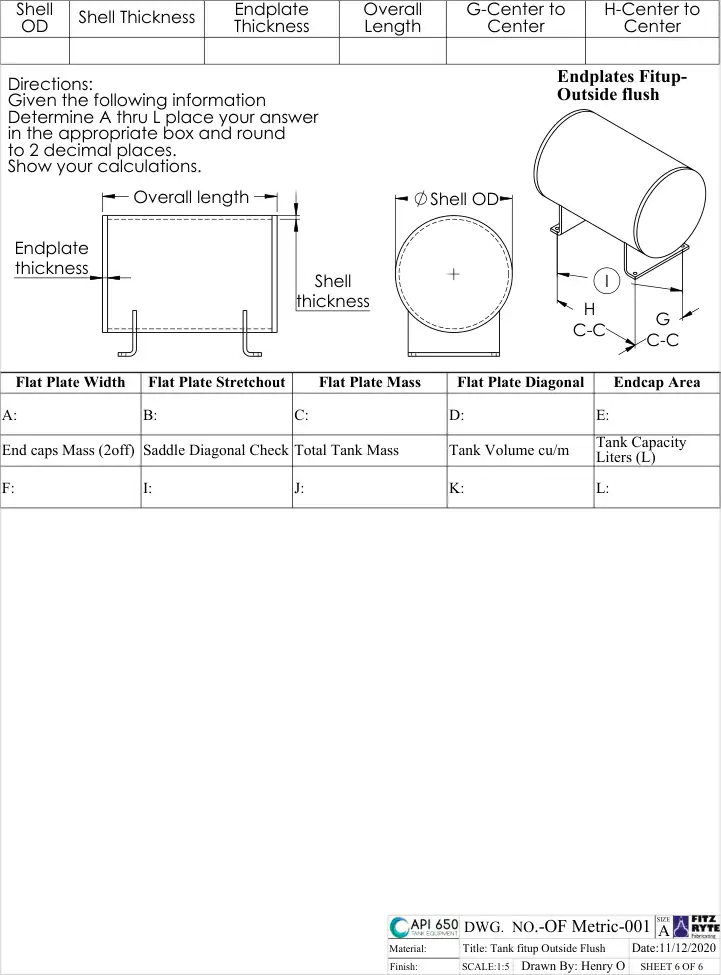 Shell OD
Shell Thickness
Endplate Thickness
Overall Length
G-Center to Center
H-Center to Center
Directions:
Given the following information
Determine A thru L place your answer
in the appropriate box and round
to 2 decimal places.
Show your calculations.
Endplates Fitup-
Outside flush
Overall length
Ø Shell OD
Endplate
thickness
Shell
thickness
I
H
C-C
G
C-C
Flat Plate Width
Flat Plate Stretchout
Flat Plate Mass
Flat Plate Diagonal
Endcap Area
A:
B:
C:
D:
E:
End caps Mass (2off)
Saddle Diagonal Check
Total Tank Mass
Tank Volume cu/m
Tank Capacity
Liters (L)
F:
I:
J:
K:
L:
API 650
TANK EQUIPMENT
DWG. NO.-OF Metric-001
SIZE
A
FITZ
RYTE
Fabricating
Material:
Title: Tank fitup Outside Flush
Date:11/12/2020
Finish:
SCALE:1:5
Drawn By: Henry O
SHEET 6 OF 6